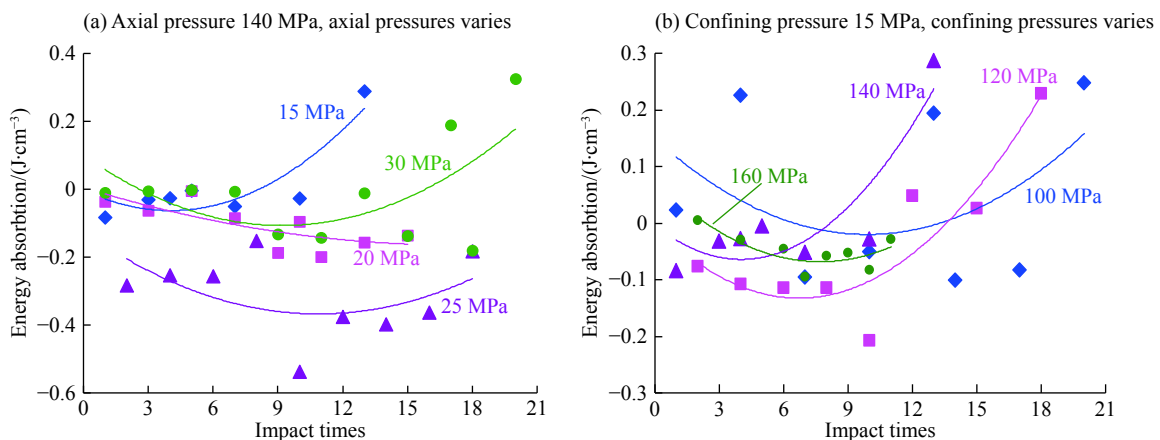 (a) Axial pressure 140 MPa, axial pressures varies
Energy absorbtion/(J·cm⁻³)
0.4
0.2
0
−0.2
−0.4
−0.6
15 MPa
30 MPa
20 MPa
25 MPa
0 3 6 9 12 15 18 21
Impact times
(b) Confining pressure 15 MPa, confining pressures varies
Energy absorbtion/(J·cm⁻³)
0.3
0.2
0.1
0
−0.1
−0.2
−0.3
140 MPa
120 MPa
160 MPa
100 MPa
0 3 6 9 12 15 18 21
Impact times